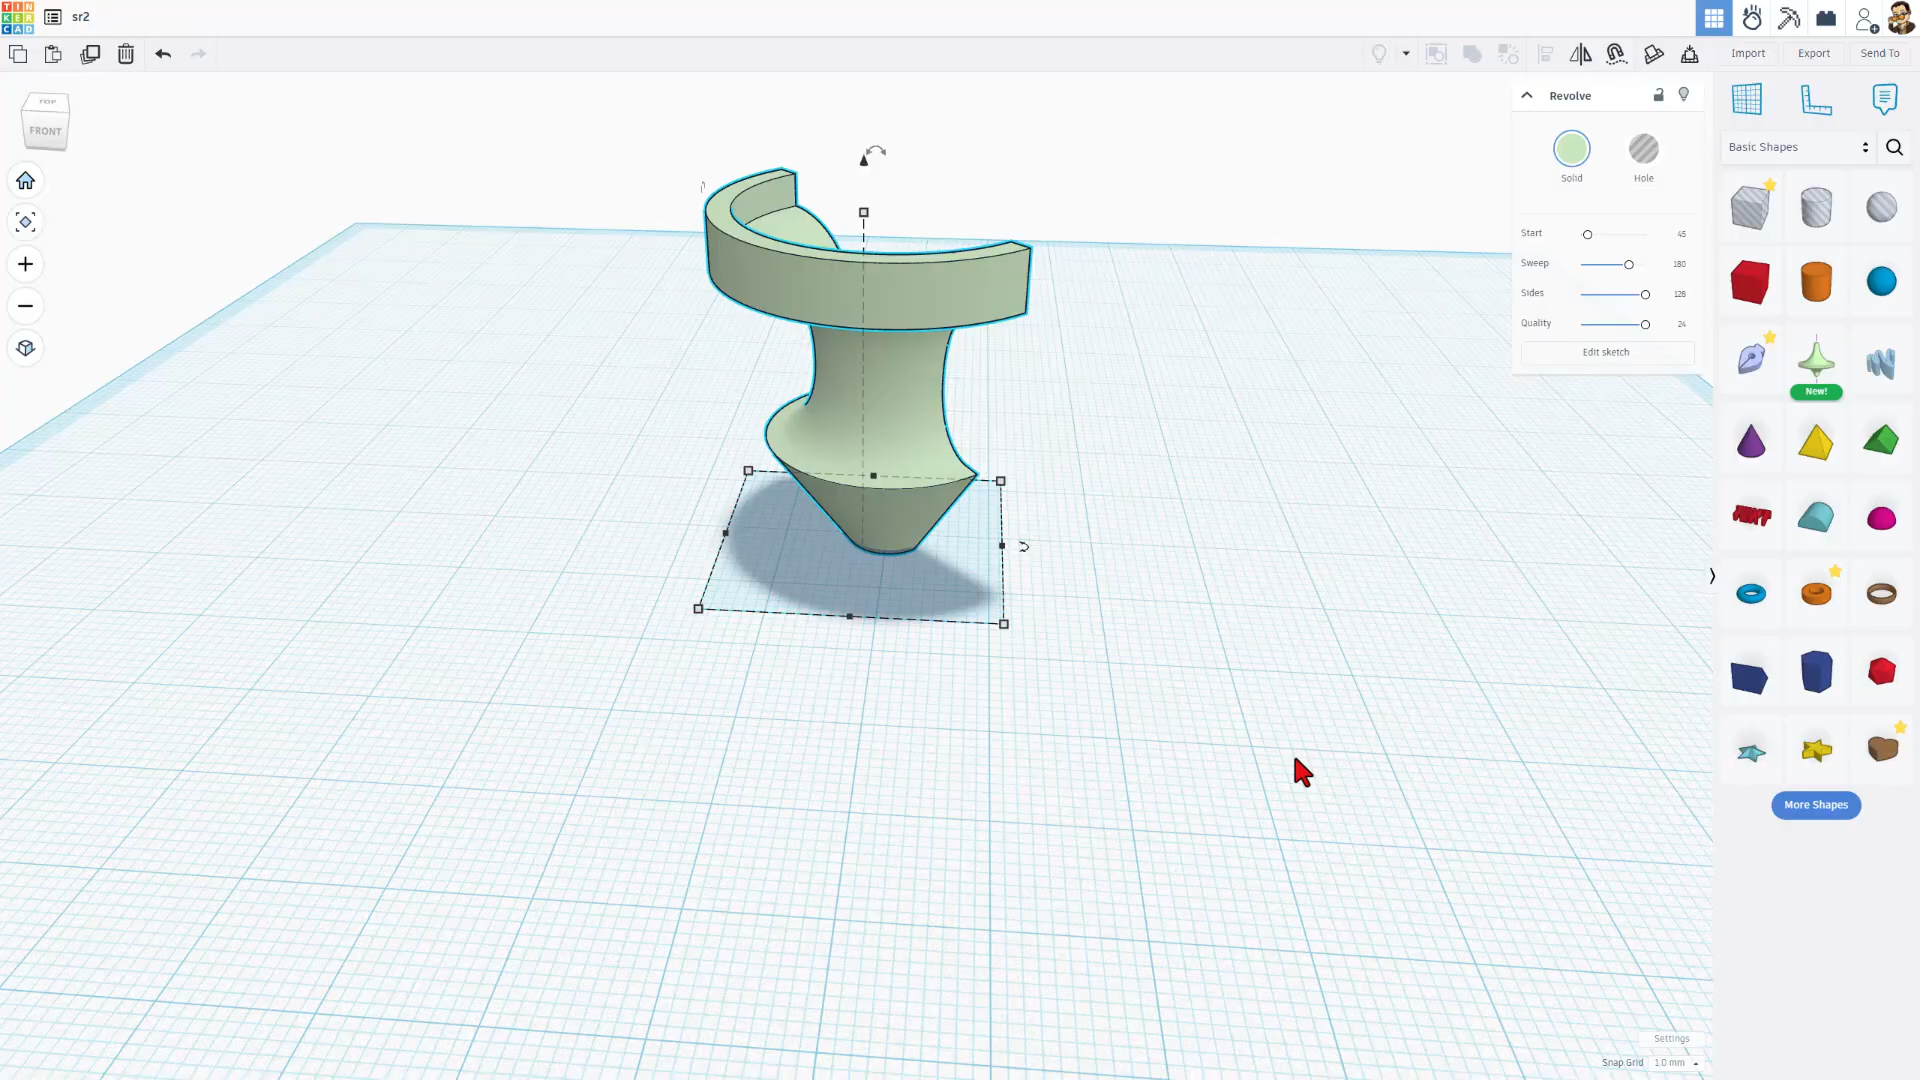 TIN
KER
CAD
sr2
Import
Export
Send To
TOP
FRONT
Revolve
Basic Shapes
Solid
Hole
Start
45
Sweep
180
Sides
128
Quality
24
Edit sketch
New!
TEXT
More Shapes
Settings
Snap Grid
1.0 mm